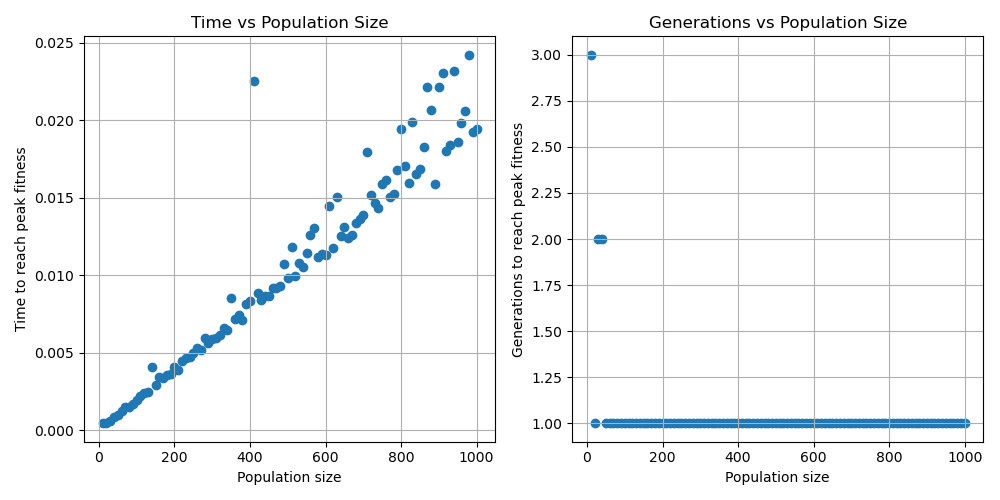 Time vs Population Size
Time to reach peak fitness
0.025
0.020
0.015
0.010
0.005
0.000
0 200 400 600 800 1000
Population size
Generations vs Population Size
Generations to reach peak fitness
3.00
2.75
2.50
2.25
2.00
1.75
1.50
1.25
1.00
0 200 400 600 800 1000
Population size